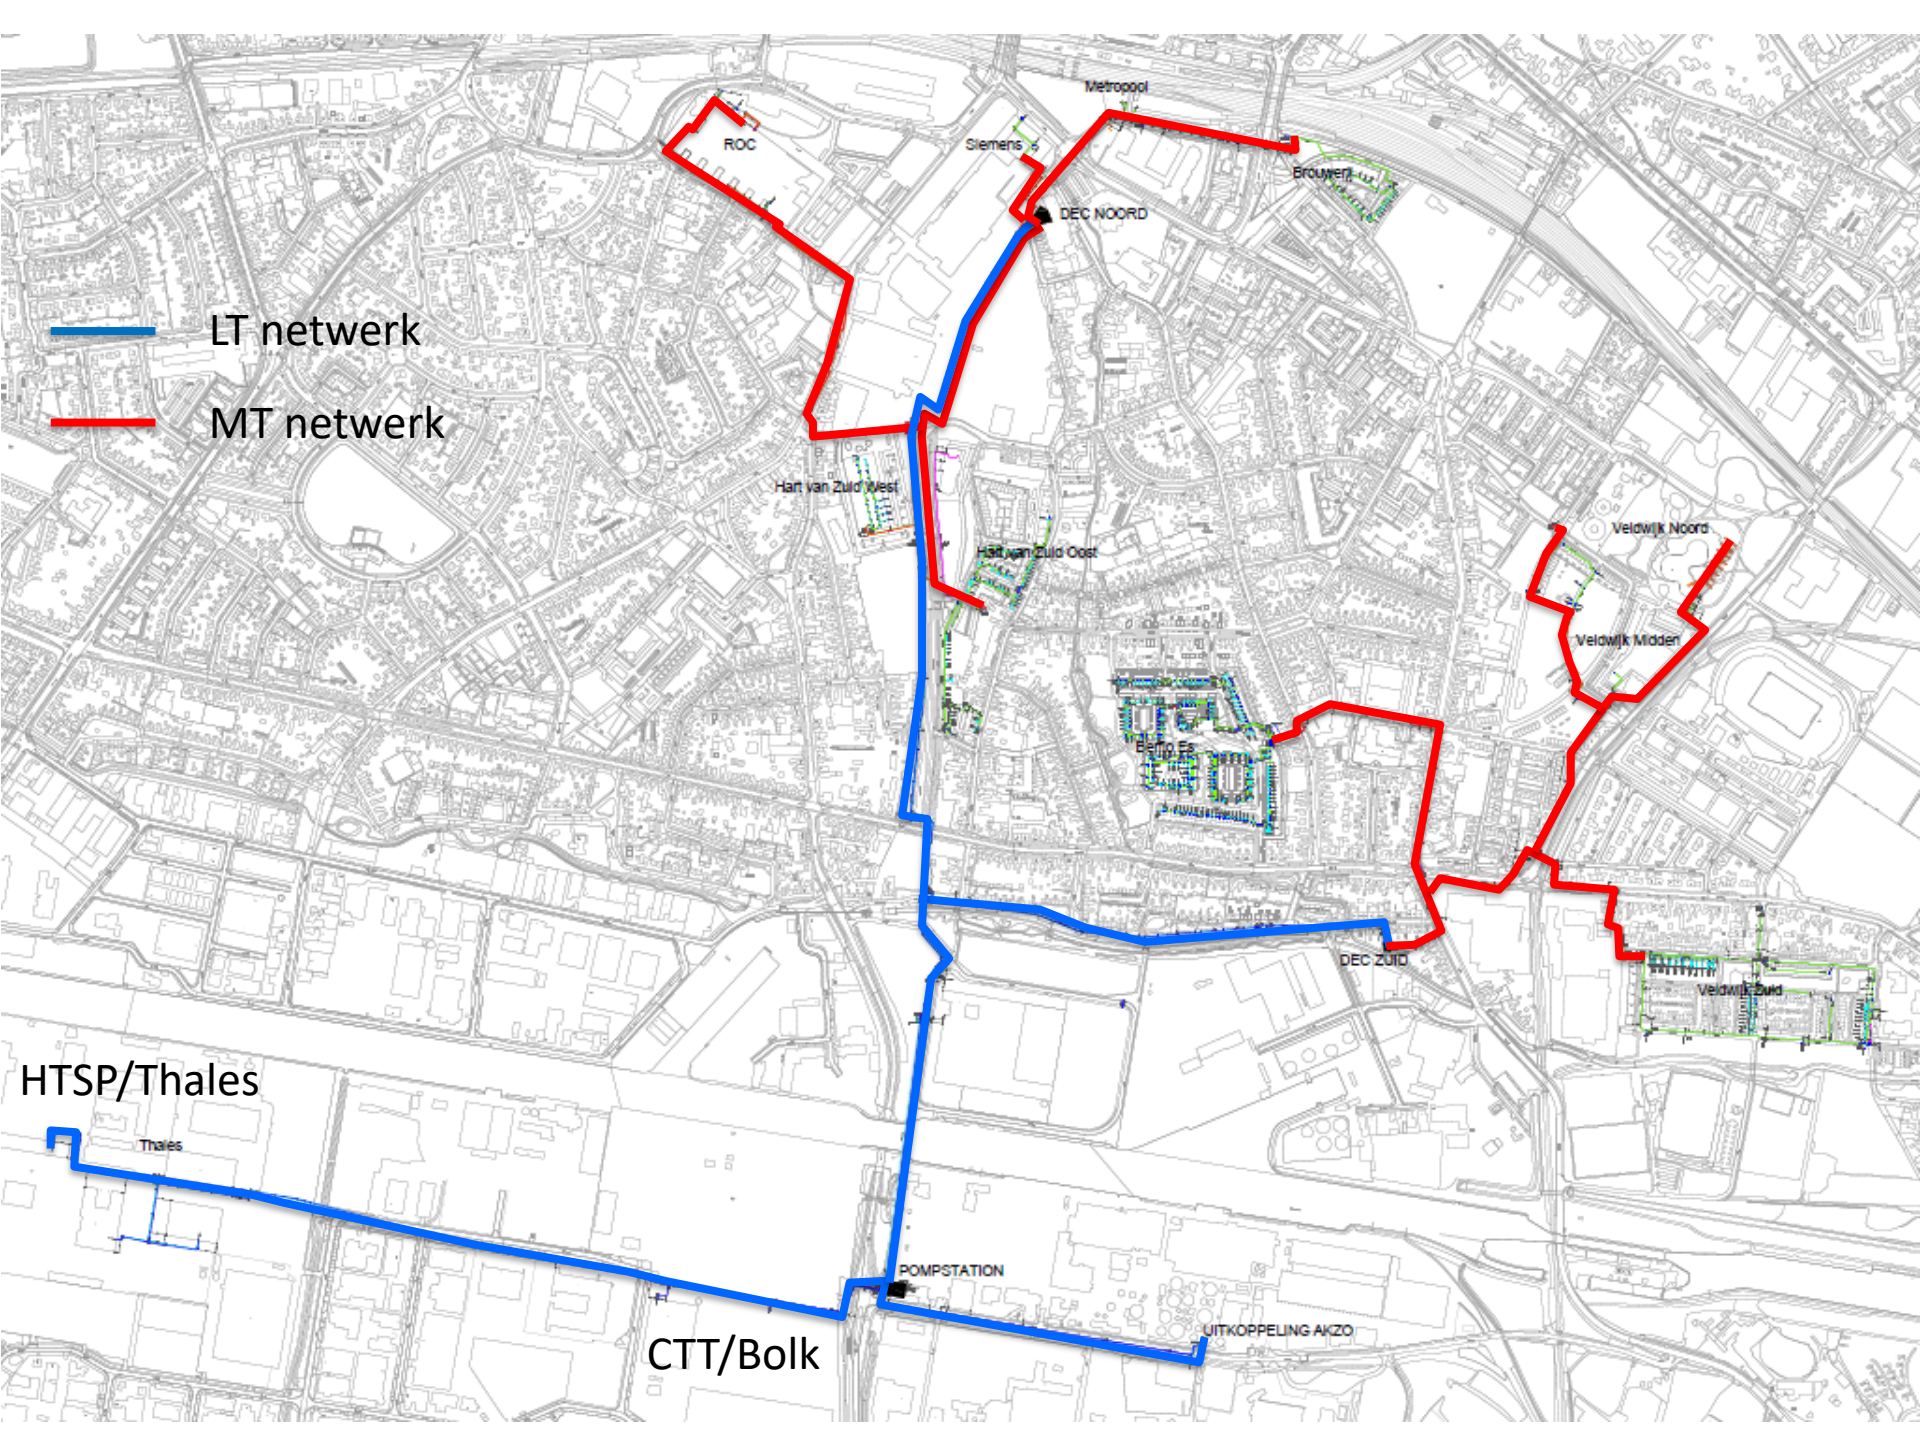 Metropool
ROC
Siemens
Brouwerij
DEC NOORD
LT netwerk
MT netwerk
Hart van Zuid West
Veldwijk Noord
Hart van Zuid Oost
Veldwijk Midden
Berflo Es
DEC ZUID
Veldwijk Zuid
HTSP/Thales
Thales
POMPSTATION
UITKOPPELING AKZO
CTT/Bolk